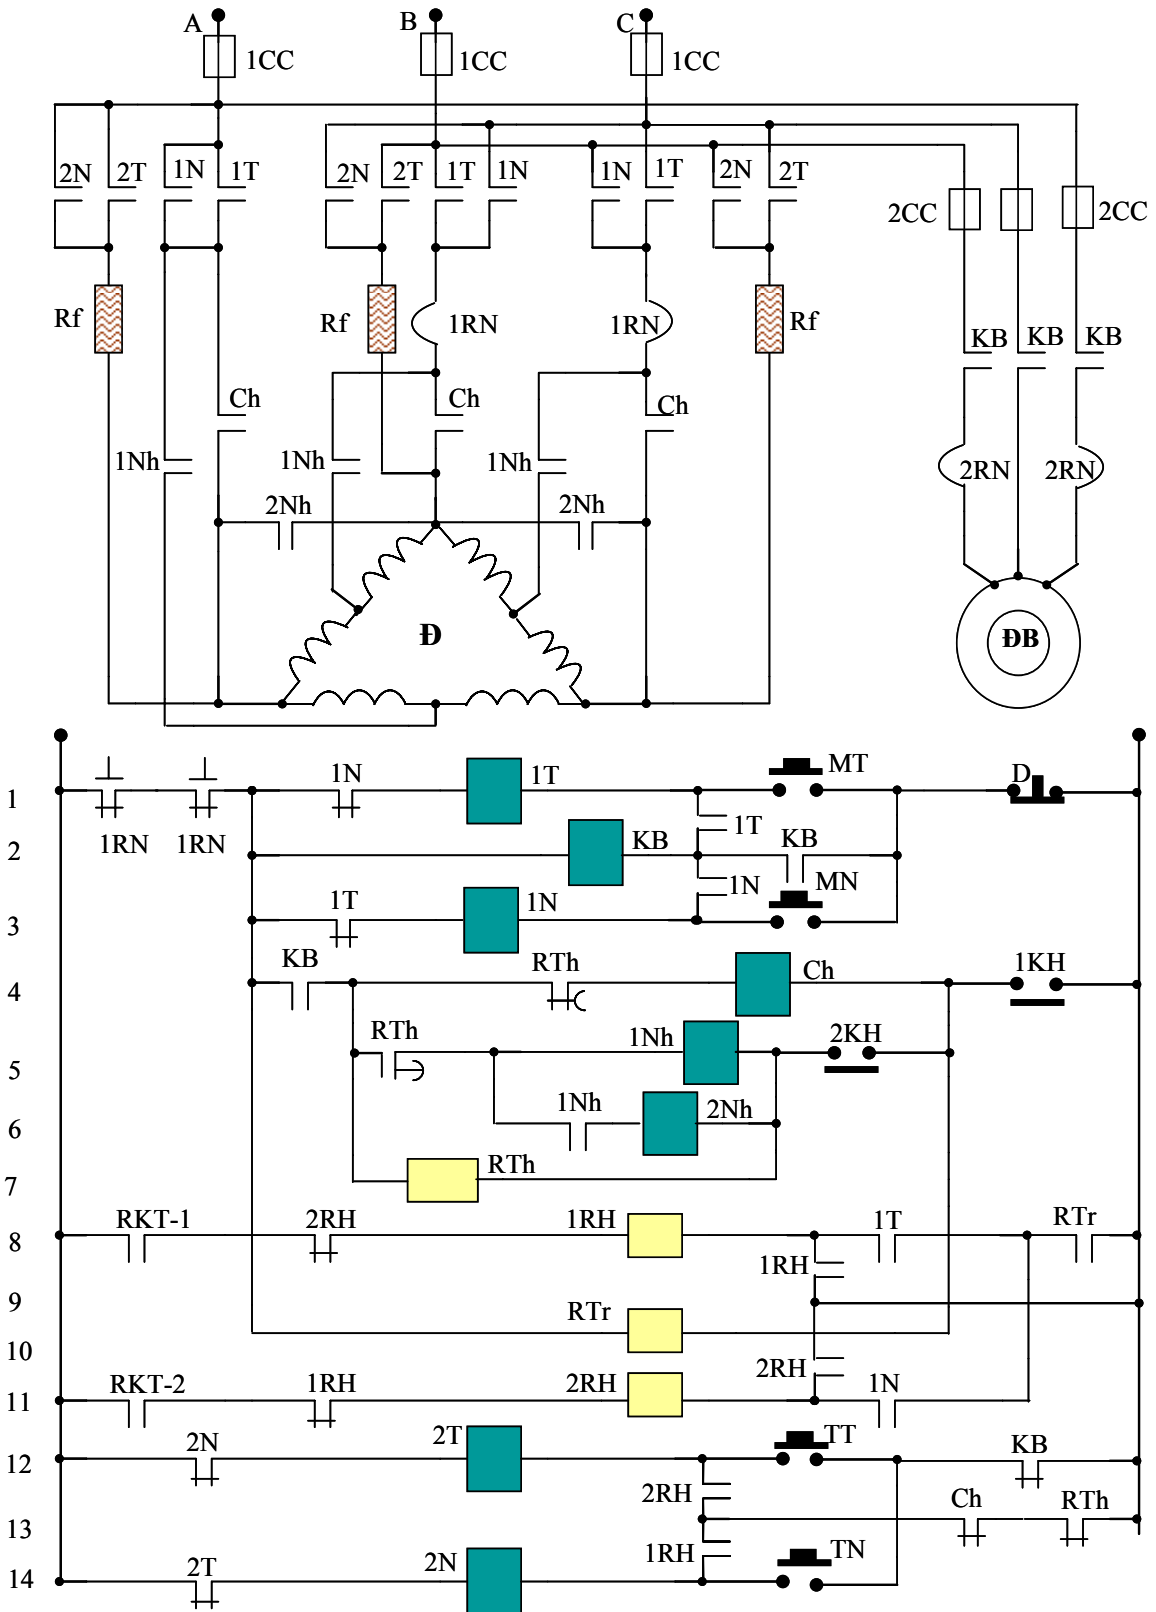 A B C
1CC 1CC 1CC
2N 2T 1N 1T 2N 2T 1T 1N 1N 1T 2N 2T
2CC 2CC
Rf Rf 1RN 1RN Rf
KB KB KB
Ch Ch Ch
1Nh 1Nh 1Nh 2RN 2RN
2Nh 2Nh
Đ ĐB
1 1RN 1RN 1N 1T MT D
1T
2 KB KB
1N MN
3 1T 1N
4 KB RTh Ch 1KH
5 RTh 1Nh 2KH
6 1Nh 2Nh
7 RTh
8 RKT-1 2RH 1RH 1T RTr
1RH
9
10 RTr
2RH
11 RKT-2 1RH 2RH 1N
12 2N 2T TT KB
2RH
13 Ch RTh
1RH
14 2T 2N TN